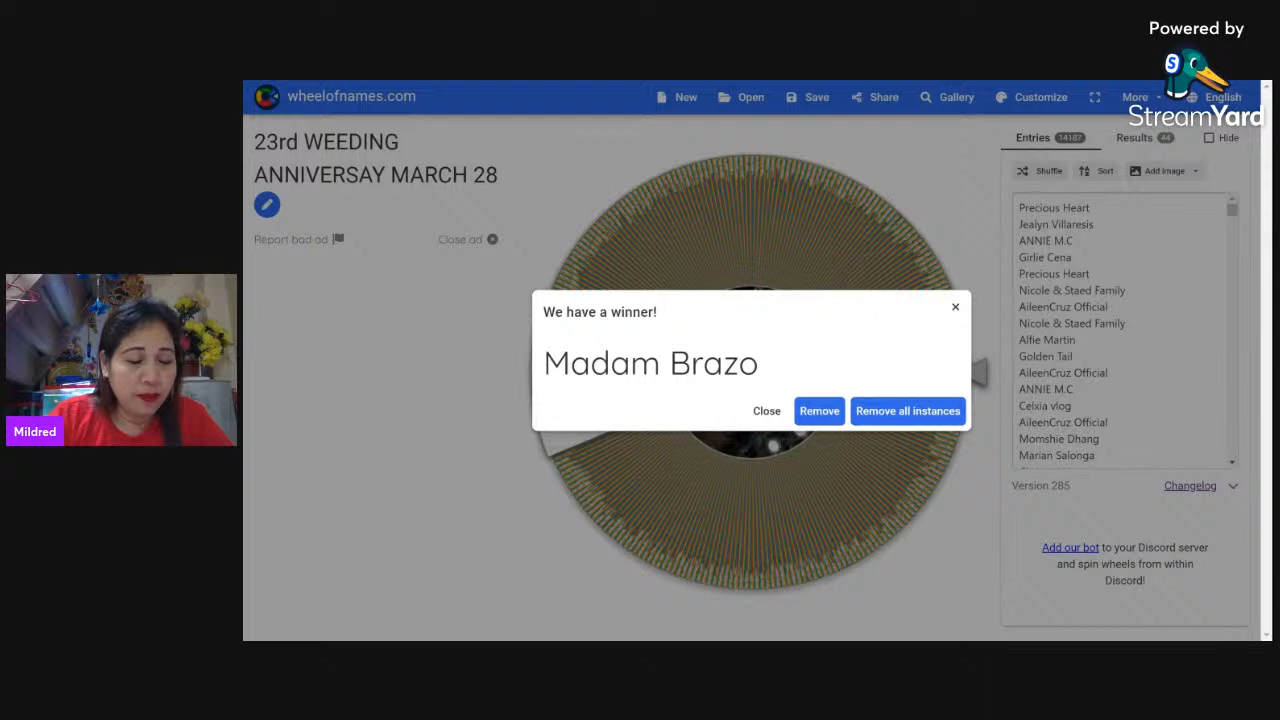 Powered by
StreamYard
wheelofnames.com
New
Open
Save
Share
Gallery
Customize
More
English
23rd WEEDING
ANNIVERSAY MARCH 28
Report bad ad
Close ad
Entries 14187
Results 44
Hide
Shuffle
Sort
Add image
Precious Heart
Jealyn Villaresis
ANNIE M.C
Girlie Cena
Precious Heart
Nicole & Staed Family
AileenCruz Official
Nicole & Staed Family
Alfie Martin
Golden Tail
AileenCruz Official
ANNIE M.C
Celxia vlog
AileenCruz Official
Momshie Dhang
Marian Salonga
Version 285
Changelog
Add our bot to your Discord server
and spin wheels from within
Discord!
We have a winner!
Madam Brazo
Close
Remove
Remove all instances
Mildred